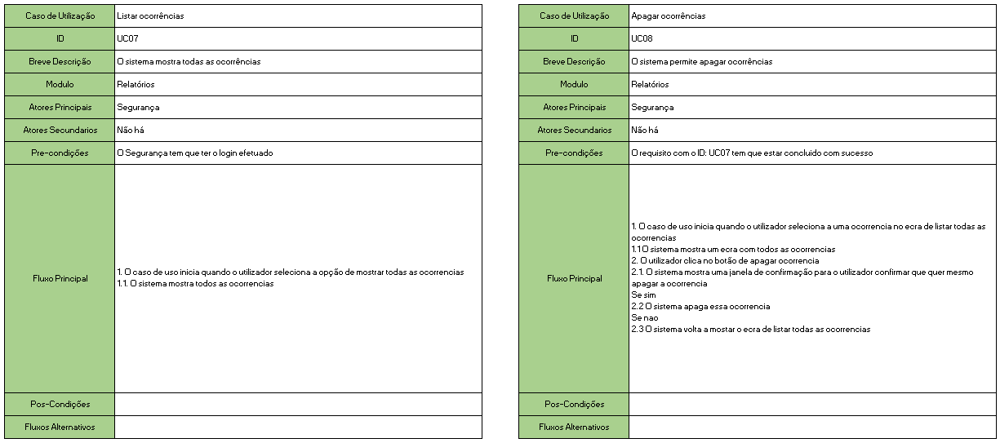 Caso de Utilização Listar ocorrências
ID UC07
Breve Descrição O sistema mostra todas as ocorrências
Modulo Relatórios
Atores Principais Segurança
Atores Secundarios Não há
Pre-condições O Segurança tem que ter o login efetuado
Fluxo Principal
1. O caso de uso inicia quando o utilizador seleciona a opção de mostrar todas as ocorrencias
1.1. O sistema mostra todos as ocorrencias
Pos-Condições
Fluxos Alternativos
Caso de Utilização Apagar ocorrências
ID UC08
Breve Descrição O sistema permite apagar ocorrências
Modulo Relatórios
Atores Principais Segurança
Atores Secundarios Não há
Pre-condições O requisito com o ID: UC07 tem que estar concluido com sucesso
Fluxo Principal
1. O caso de uso inicia quando o utilizador seleciona a uma ocorrencia no ecra de listar todas as
ocorrencias
1.1 O sistema mostra um ecra com todos as ocorrencias
2. O utilizador clica no botão de apagar ocorrencia
2.1. O sistema mostra uma janela de confirmação para o utilizador confirmar que quer mesmo
apagar a ocorrencia
Se sim
2.2 O sistema apaga essa ocorrencia
Se nao
2.3 O sistema volta a mostar o ecra de listar todas as ocorrencias
Pos-Condições
Fluxos Alternativos